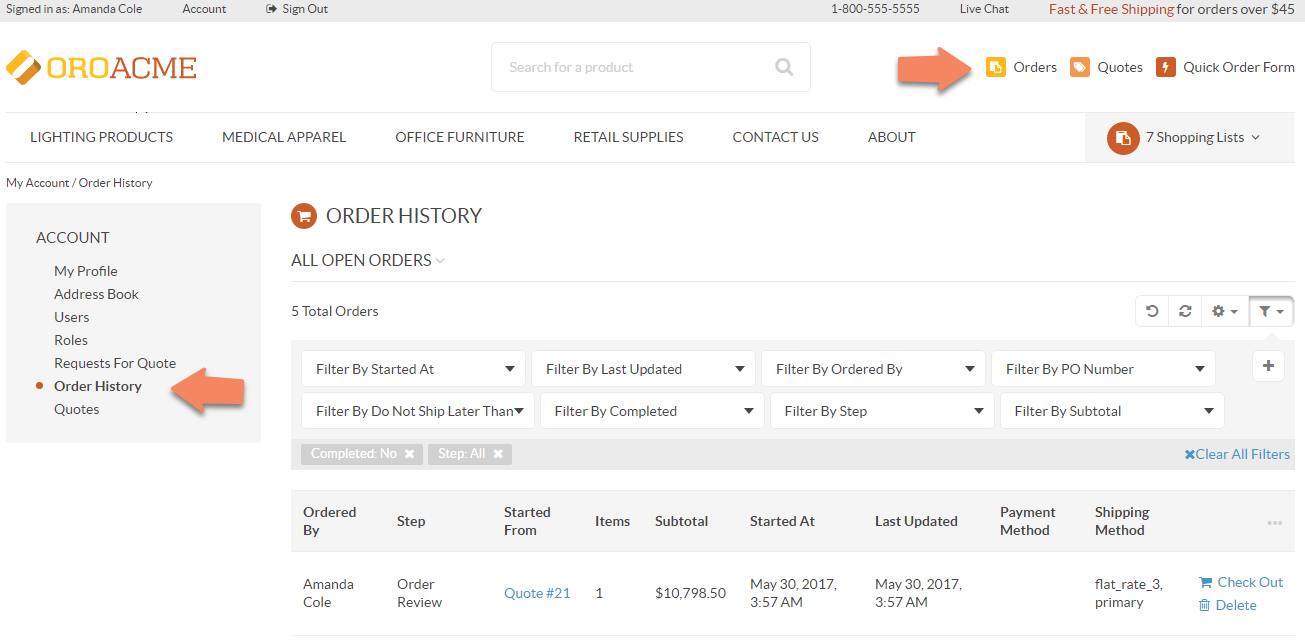 Signed in as: Amanda Cole Account Sign Out 1-800-555-5555 Live Chat Fast & Free Shipping for orders over $45
OROACME
Search for a product
Orders Quotes Quick Order Form
LIGHTING PRODUCTS MEDICAL APPAREL OFFICE FURNITURE RETAIL SUPPLIES CONTACT US ABOUT 7 Shopping Lists
My Account / Order History
ACCOUNT
My Profile
Address Book
Users
Roles
Requests For Quote
Order History
Quotes
ORDER HISTORY
ALL OPEN ORDERS
5 Total Orders
Filter By Started At Filter By Last Updated Filter By Ordered By Filter By PO Number
Filter By Do Not Ship Later Than Filter By Completed Filter By Step Filter By Subtotal
Completed: No Step: All Clear All Filters
Ordered By Step Started From Items Subtotal Started At Last Updated Payment Method Shipping Method
Amanda Cole Order Review Quote #21 1 $10,798.50 May 30, 2017, 3:57 AM May 30, 2017, 3:57 AM flat_rate_3, primary Check Out
Delete